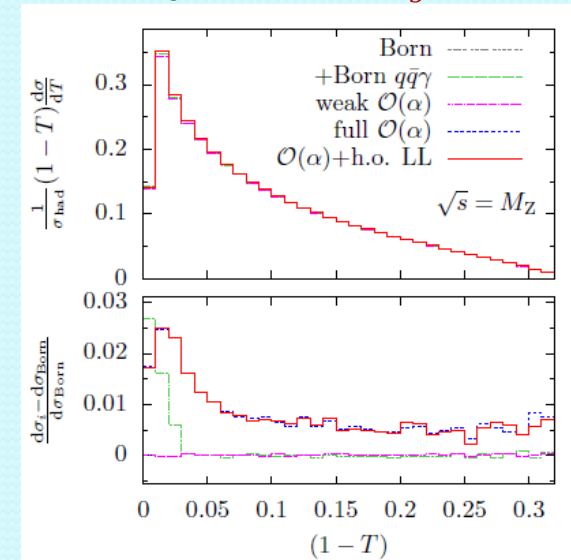 Born
+Born qq̄γ
weak 𝒪(α)
full 𝒪(α)
𝒪(α)+h.o. LL
√s = M_Z
1/σ_had (1 − T) dσ/dT
0.3
0.2
0.1
0
0.03
0.02
0.01
0
(dσ_i − dσ_Born)/dσ_Born
0 0.05 0.1 0.15 0.2 0.25 0.3
(1 − T)